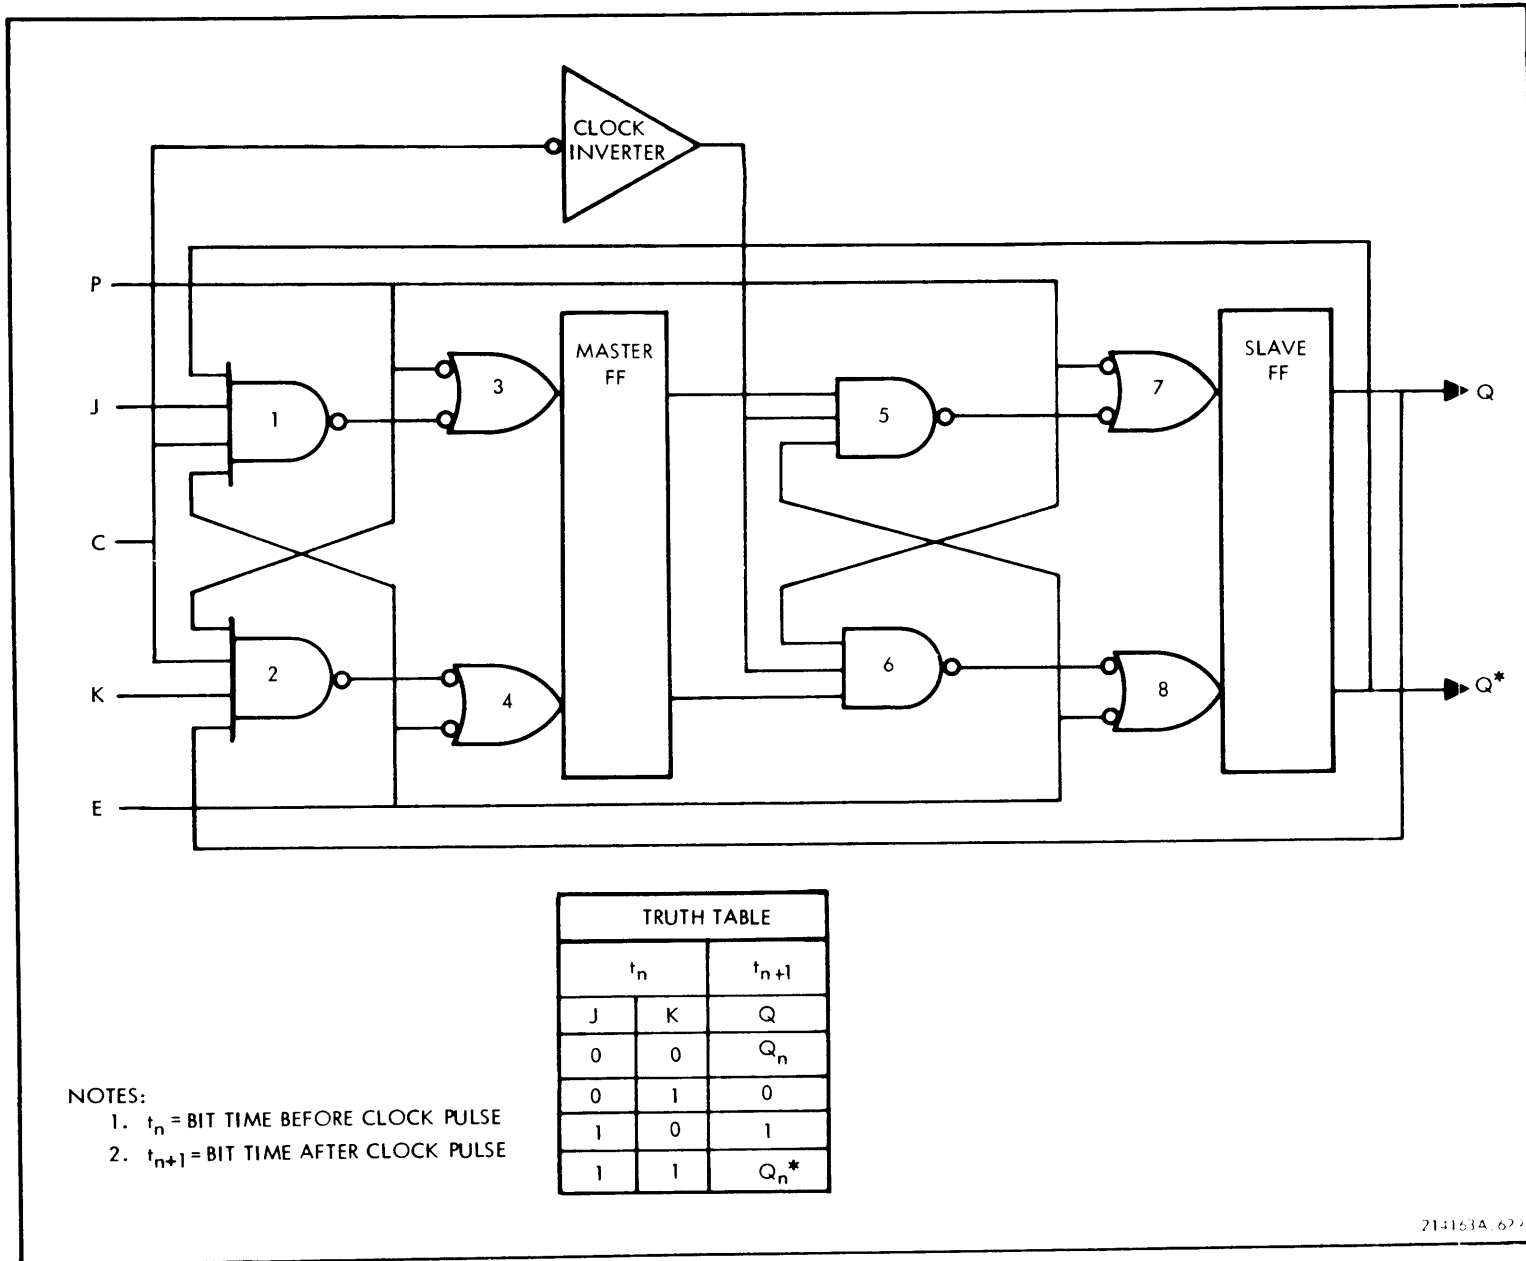 CLOCK
INVERTER
P
MASTER
FF
SLAVE
FF
3
7
J
1
5
Q
C
K
2
4
6
8
Q*
E
TRUTH TABLE
tn tn+1
J K Q
0 0 Qn
0 1 0
1 0 1
1 1 Qn*
NOTES:
1. tn = BIT TIME BEFORE CLOCK PULSE
2. tn+1 = BIT TIME AFTER CLOCK PULSE